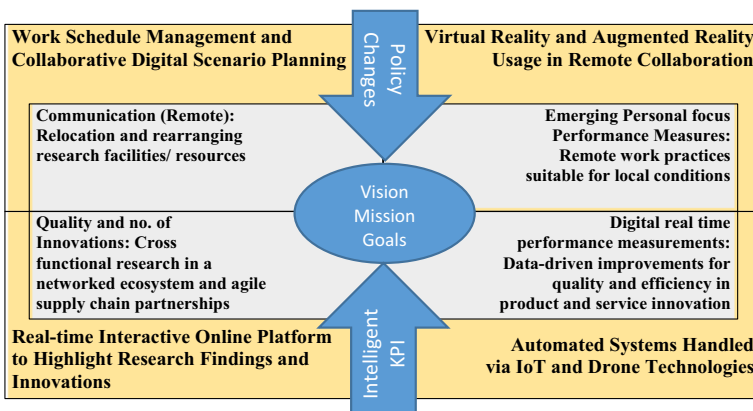 Work Schedule Management and
Collaborative Digital Scenario Planning
Policy
Changes
Virtual Reality and Augmented Reality
Usage in Remote Collaboration
Communication (Remote):
Relocation and rearranging
research facilities/ resources
Emerging Personal focus
Performance Measures:
Remote work practices
suitable for local conditions
Vision
Mission
Goals
Quality and no. of
Innovations: Cross
functional research in a
networked ecosystem and agile
supply chain partnerships
Digital real time
performance measurements:
Data-driven improvements for
quality and efficiency in
product and service innovation
Real-time Interactive Online Platform
to Highlight Research Findings and
Innovations
Intelligent
KPI
Automated Systems Handled
via IoT and Drone Technologies